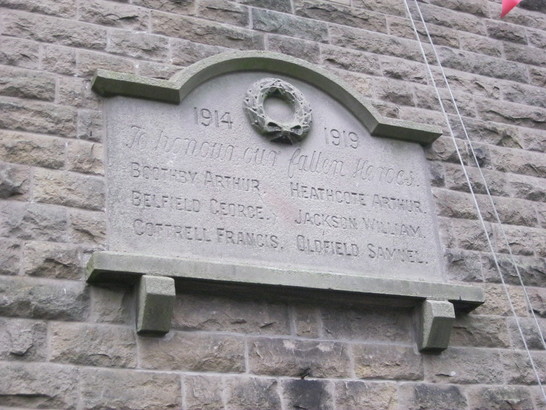 1914 1919
To honour our fallen Heroes.
BOOTHBY ARTHUR. HEATHCOTE ARTHUR.
BELFIELD GEORGE. JACKSON WILLIAM.
COTTRELL FRANCIS. OLDFIELD SAMUEL.